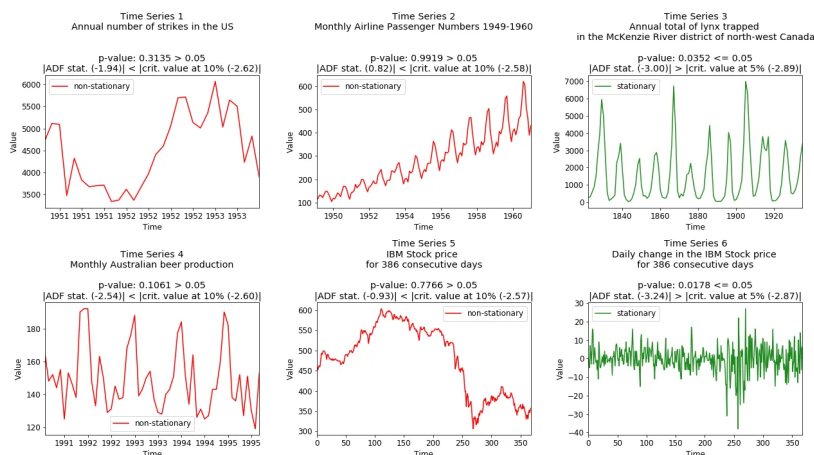 Time Series 1
Annual number of strikes in the US
p-value: 0.3135 > 0.05
|ADF stat. (-1.94)| < |crit. value at 10% (-2.62)|
non-stationary
Value
6000
5500
5000
4500
4000
3500
1951 1951 1951 1952 1952 1952 1952 1953 1953
Time
Time Series 2
Monthly Airline Passenger Numbers 1949-1960
p-value: 0.9919 > 0.05
|ADF stat. (0.82)| < |crit. value at 10% (-2.58)|
non-stationary
Value
600
500
400
300
200
100
1950 1952 1954 1956 1958 1960
Time
Time Series 3
Annual total of lynx trapped
in the McKenzie River district of north-west Canada
p-value: 0.0352 <= 0.05
|ADF stat. (-3.00)| > |crit. value at 5% (-2.89)|
stationary
Value
7000
6000
5000
4000
3000
2000
1000
0
1840 1860 1880 1900 1920
Time
Time Series 4
Monthly Australian beer production
p-value: 0.1061 > 0.05
|ADF stat. (-2.54)| < |crit. value at 10% (-2.60)|
non-stationary
Value
180
160
140
120
1991 1992 1992 1993 1993 1994 1994 1995 1995
Time
Time Series 5
IBM Stock price
for 386 consecutive days
p-value: 0.7766 > 0.05
|ADF stat. (-0.93)| < |crit. value at 10% (-2.57)|
non-stationary
Value
600
550
500
450
400
350
300
0 50 100 150 200 250 300 350
Time
Time Series 6
Daily change in the IBM Stock price
for 386 consecutive days
p-value: 0.0178 <= 0.05
|ADF stat. (-3.24)| > |crit. value at 5% (-2.87)|
stationary
Value
30
20
10
0
−10
−20
−30
−40
0 50 100 150 200 250 300 350
Time